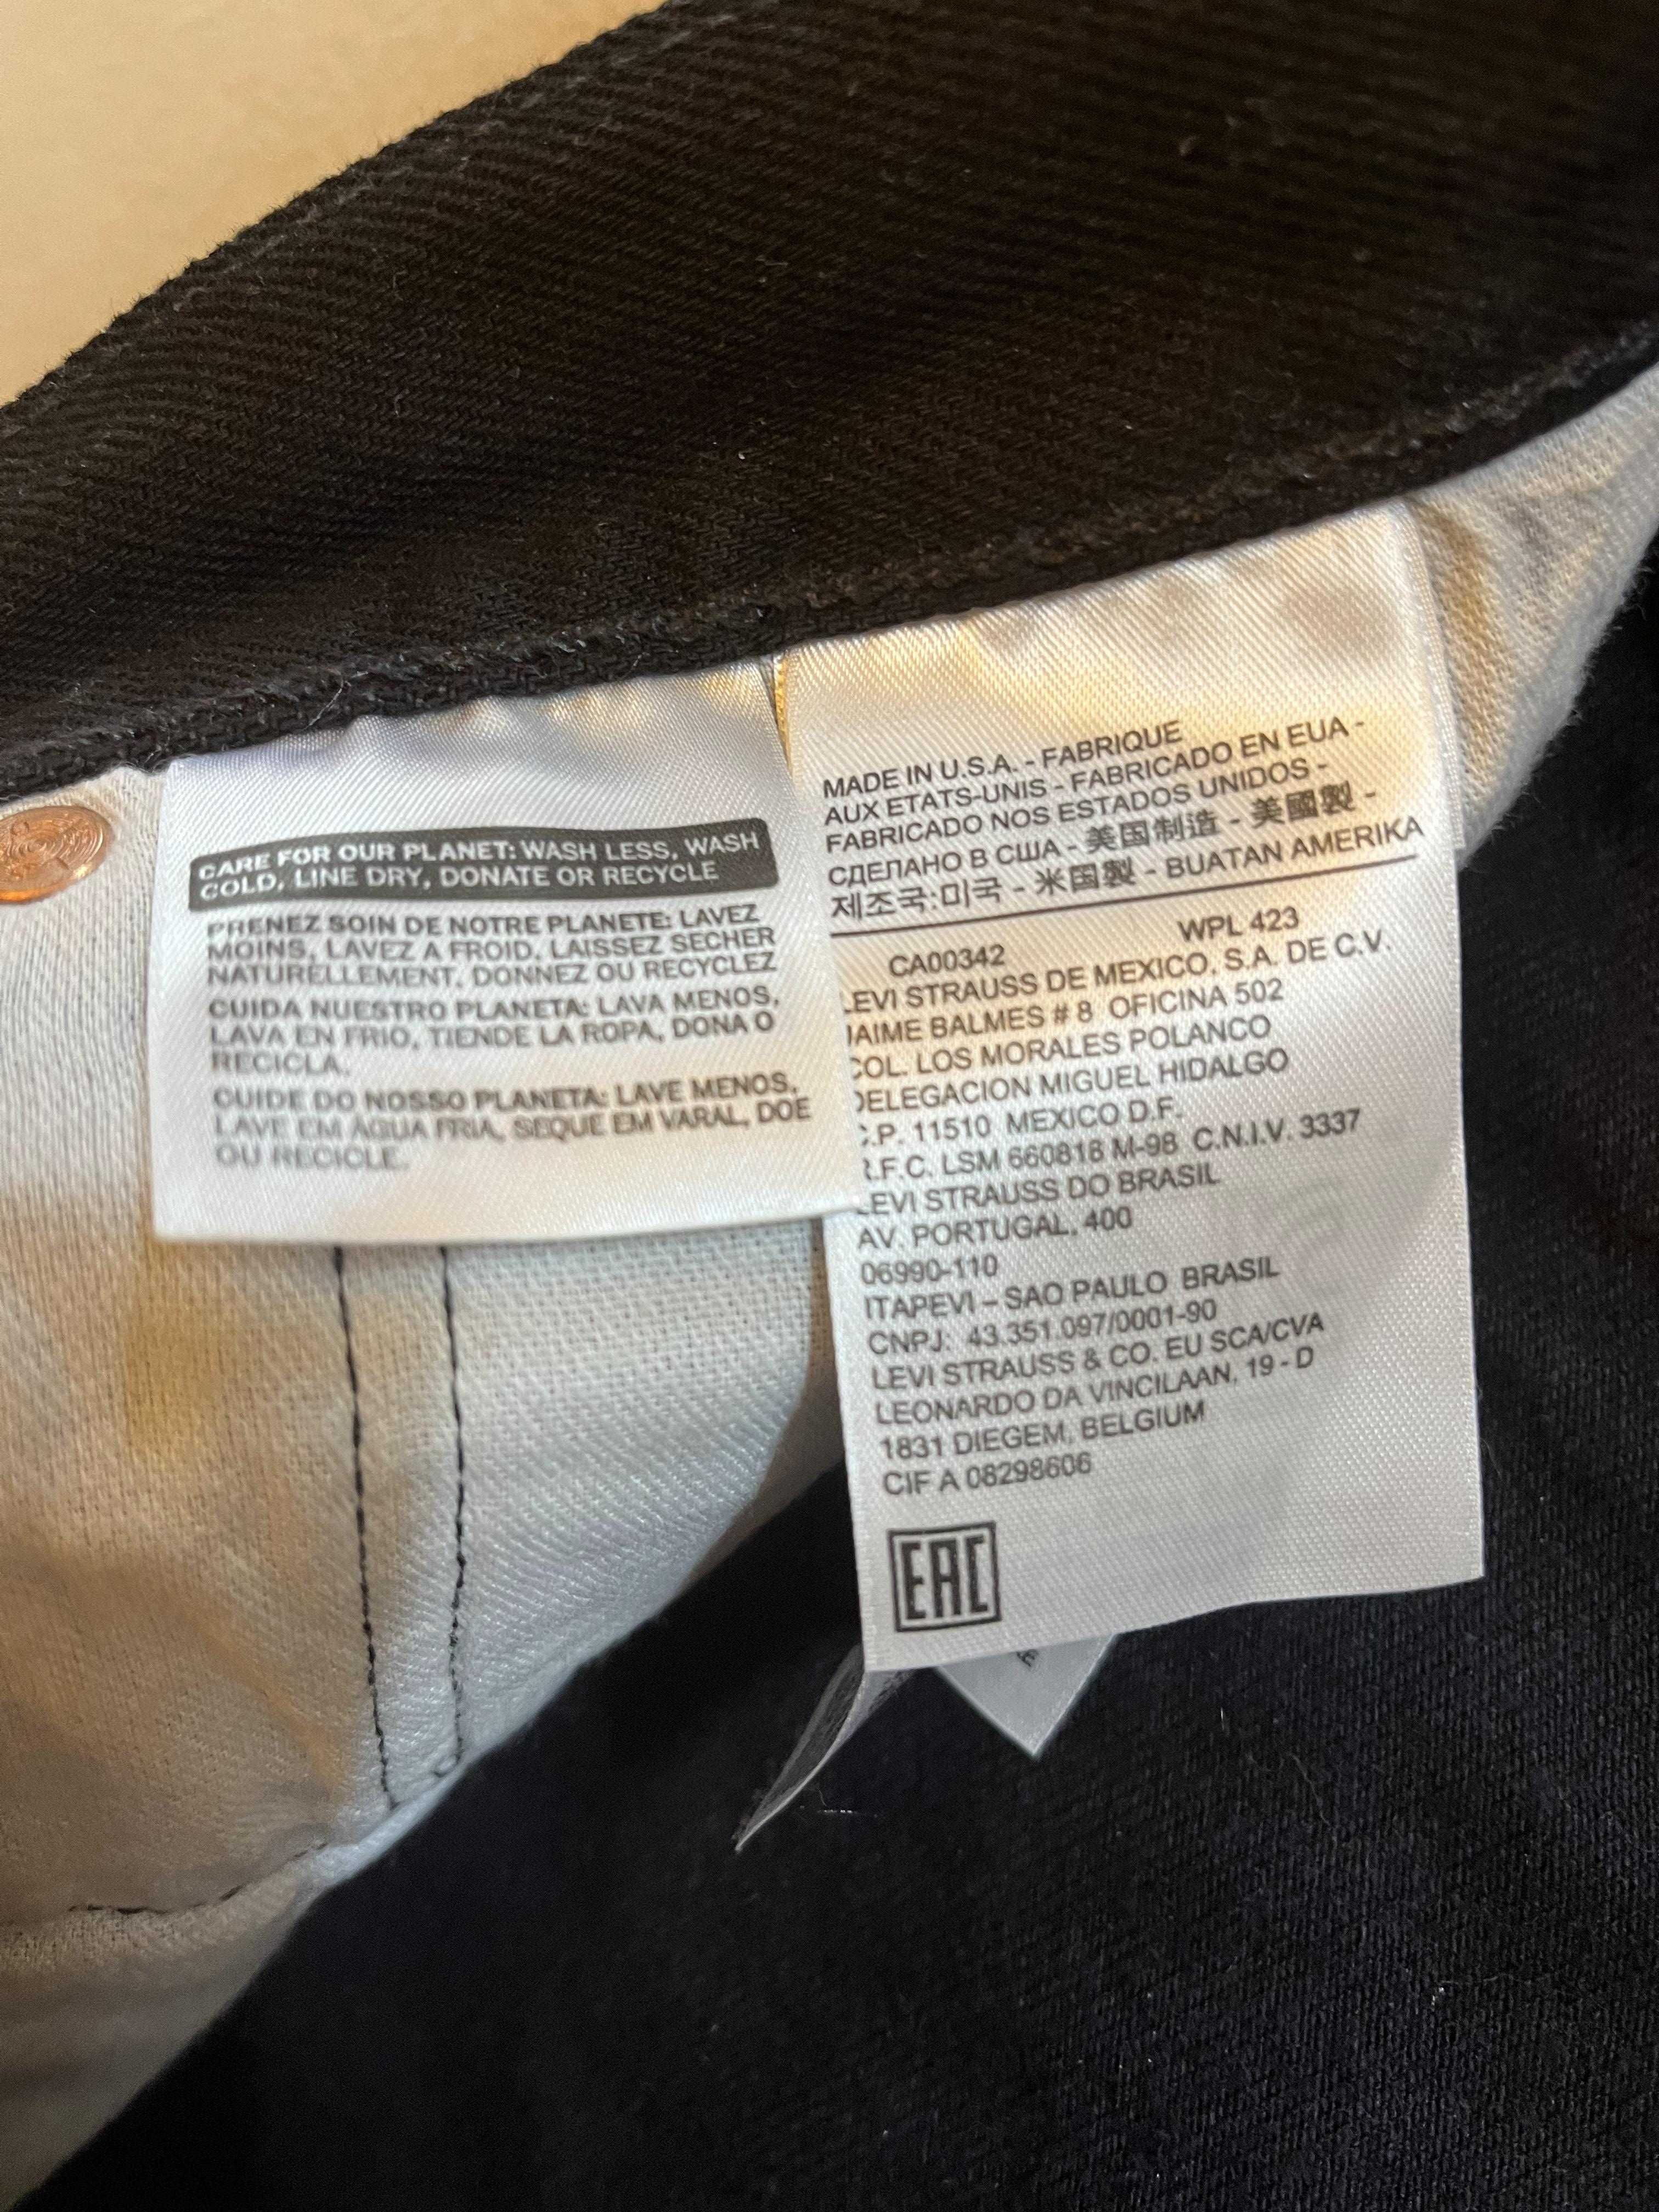 CARE FOR OUR PLANET: WASH LESS, WASH
COLD, LINE DRY, DONATE OR RECYCLE
PRENEZ SOIN DE NOTRE PLANETE: LAVEZ
MOINS, LAVEZ A FROID, LAISSEZ SECHER
NATURELLEMENT, DONNEZ OU RECYCLEZ
CUIDA NUESTRO PLANETA: LAVA MENOS,
LAVA EN FRIO, TIENDE LA ROPA, DONA O
RECICLA.
CUIDE DO NOSSO PLANETA: LAVE MENOS,
LAVE EM ÁGUA FRIA, SEQUE EM VARAL, DOE
OU RECICLE.
MADE IN U.S.A. - FABRIQUE
AUX ETATS-UNIS - FABRICADO EN EUA -
FABRICADO NOS ESTADOS UNIDOS -
СДЕЛАНО В США - 美国制造 - 美國製 -
제조국:미국 - 米国製 - BUATAN AMERIKA
CA00342 WPL 423
LEVI STRAUSS DE MEXICO, S.A. DE C.V.
JAIME BALMES # 8 OFICINA 502
COL. LOS MORALES POLANCO
DELEGACION MIGUEL HIDALGO
C.P. 11510 MEXICO D.F.
R.F.C. LSM 660818 M-98 C.N.I.V. 3337
LEVI STRAUSS DO BRASIL
AV. PORTUGAL, 400
06990-110
ITAPEVI – SAO PAULO BRASIL
CNPJ: 43.351.097/0001-90
LEVI STRAUSS & CO. EU SCA/CVA
LEONARDO DA VINCILAAN, 19 - D
1831 DIEGEM, BELGIUM
CIF A 08298606
EAC